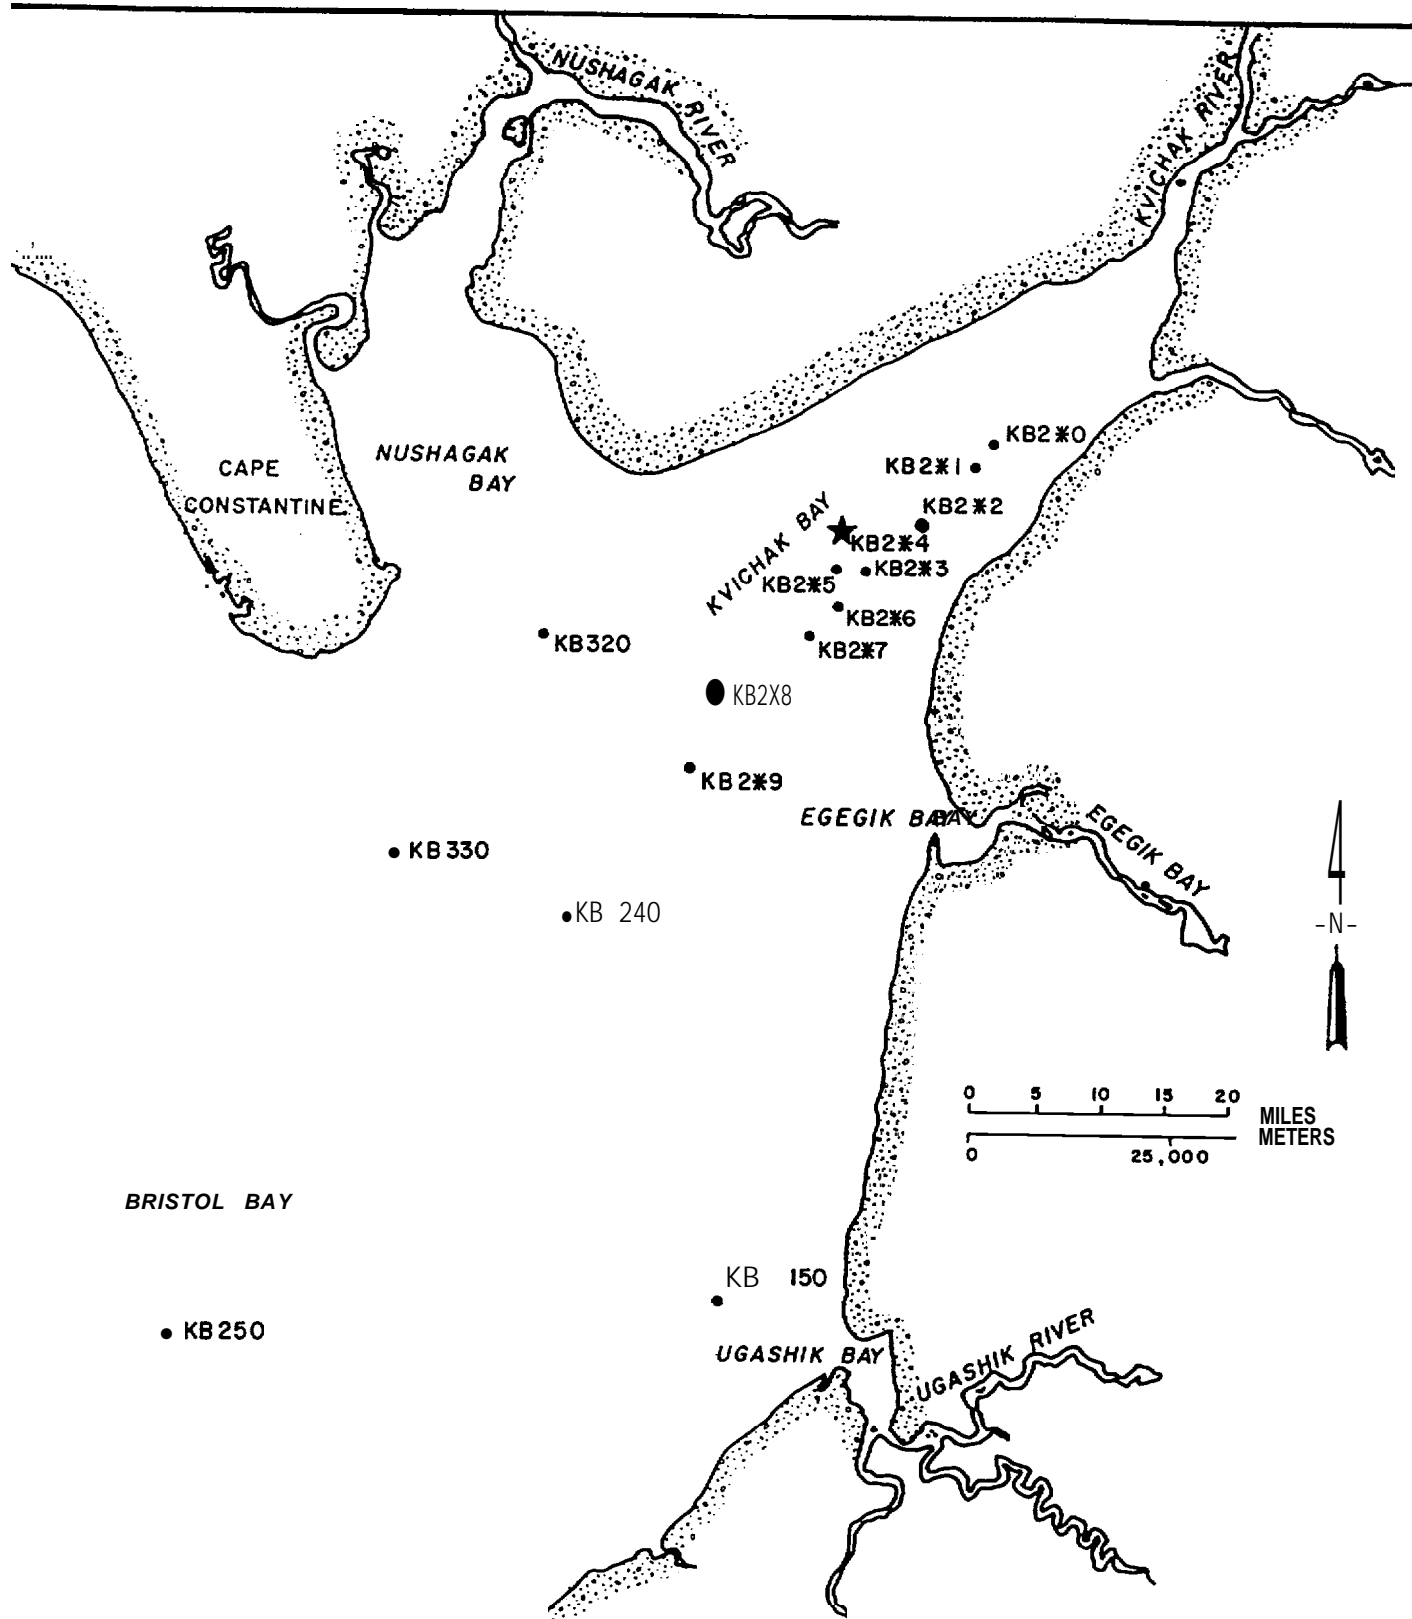 NUSHAGAK RIVER
KVICHAK RIVER
CAPE
CONSTANTINE
NUSHAGAK
BAY
KB2*0
KB2*1
KB2*2
KVICHAK BAY
KB2*4
KB2*3
KB2*5
KB2*6
KB2*7
KB320
KB2X8
KB2*9
EGEGIK BAY
BAY
EGEGIK BAY
KB330
KB 240
-N-
0 5 10 15 20
MILES
METERS
0 25,000
BRISTOL BAY
KB 150
KB250
UGASHIK BAY
UGASHIK RIVER